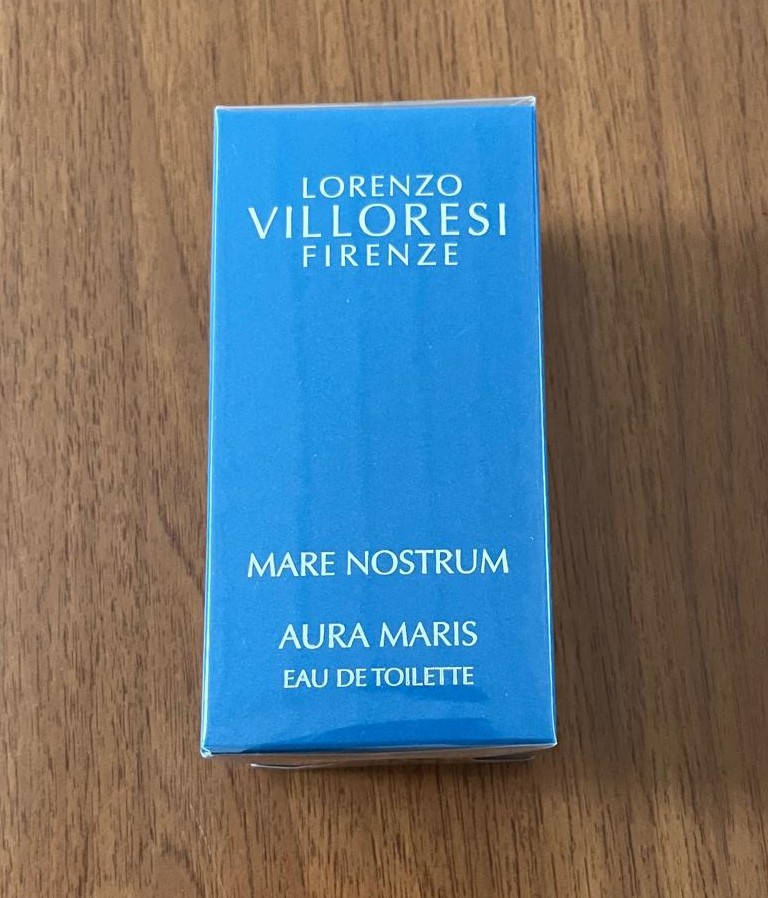 LORENZO
VILLORESI
FIRENZE
MARE NOSTRUM
AURA MARIS
EAU DE TOILETTE